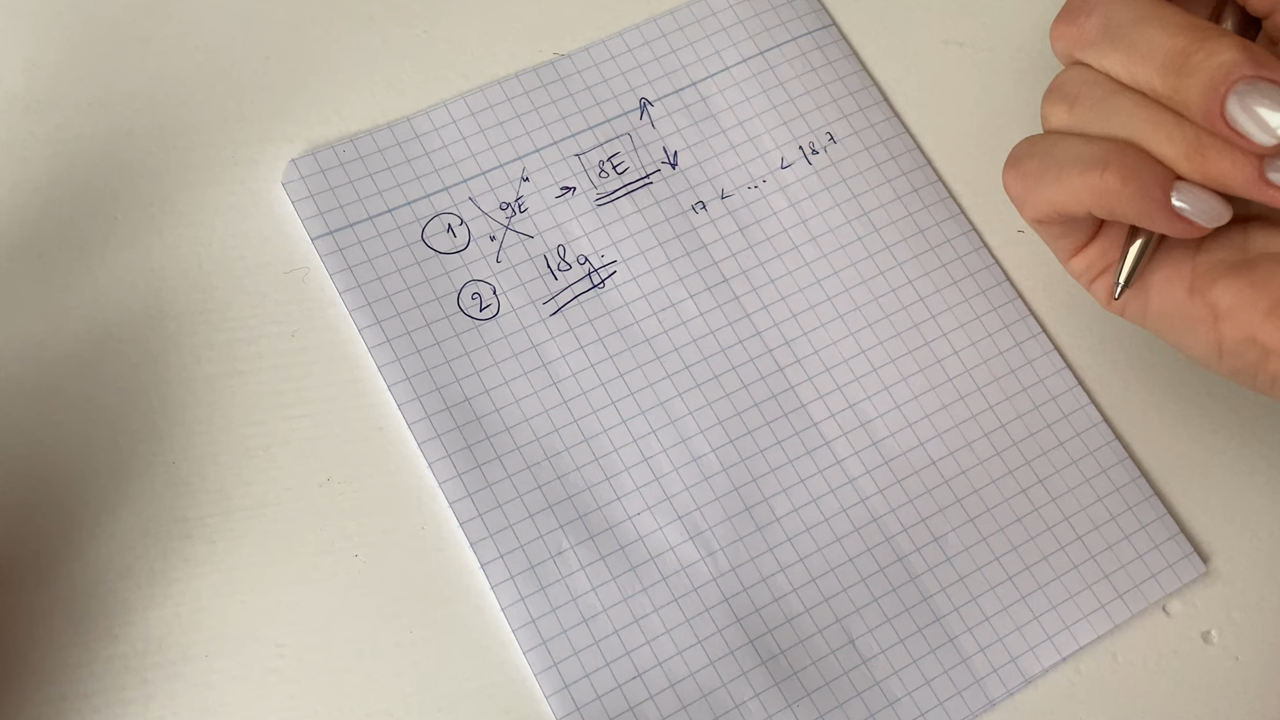 ① "9E" → 8E ↑ ↓
17 < ... < 18,7
② 18g.